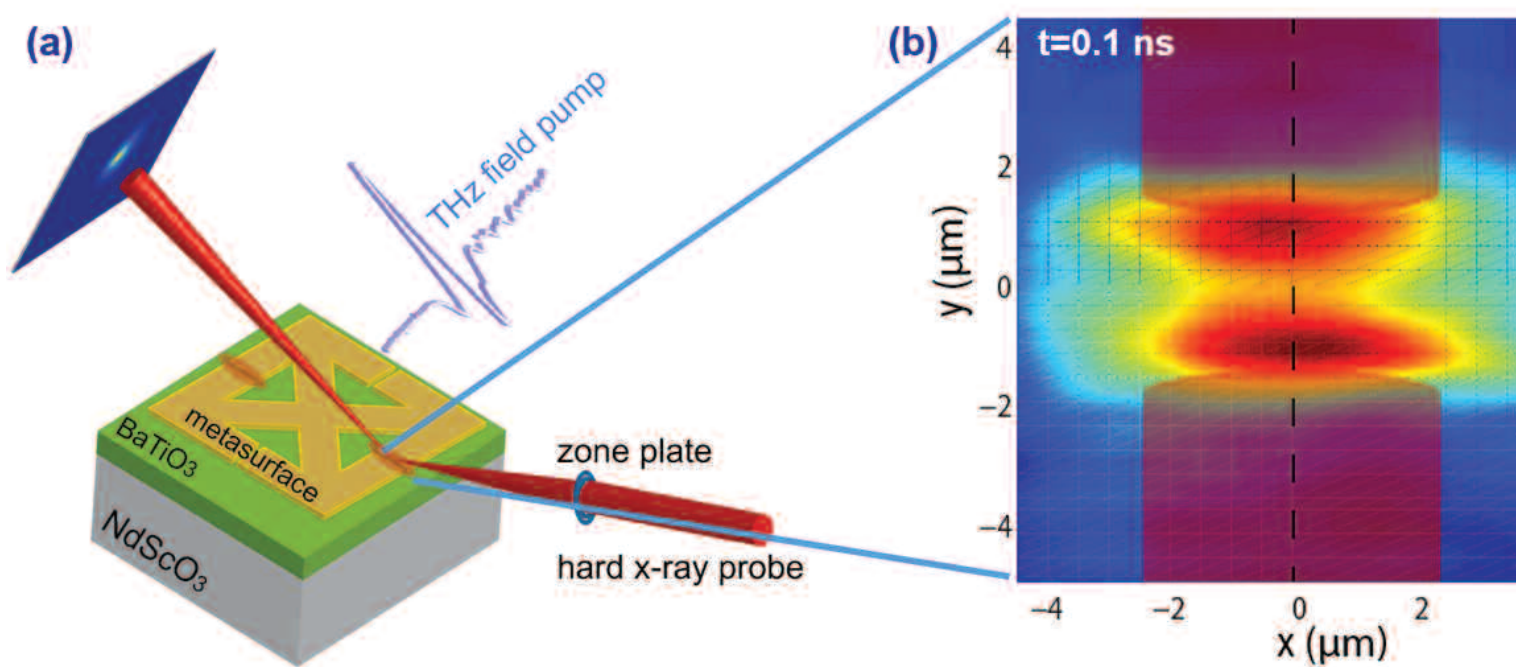 (a)
THz field pump
BaTiO3
metasurface
NdScO3
zone plate
hard x-ray probe
(b)
t=0.1 ns
4
2
0
−2
−4
y (μm)
−4
−2
0
2
x (μm)